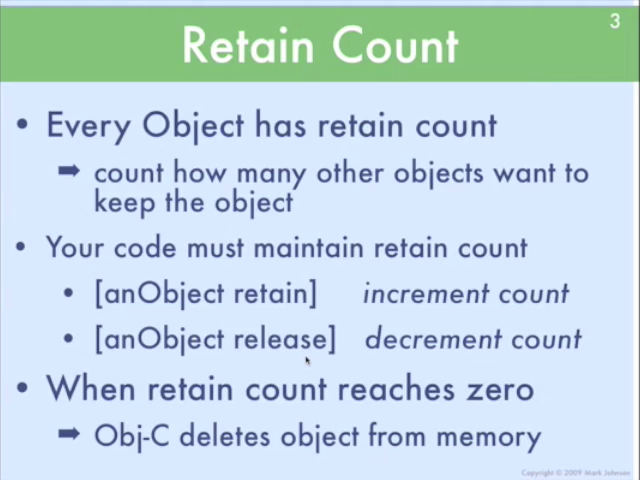 3
Retain Count
• Every Object has retain count
➡ count how many other objects want to
keep the object
• Your code must maintain retain count
• [anObject retain] increment count
• [anObject release] decrement count
• When retain count reaches zero
➡ Obj-C deletes object from memory
Copyright © 2009 Mark Johnson